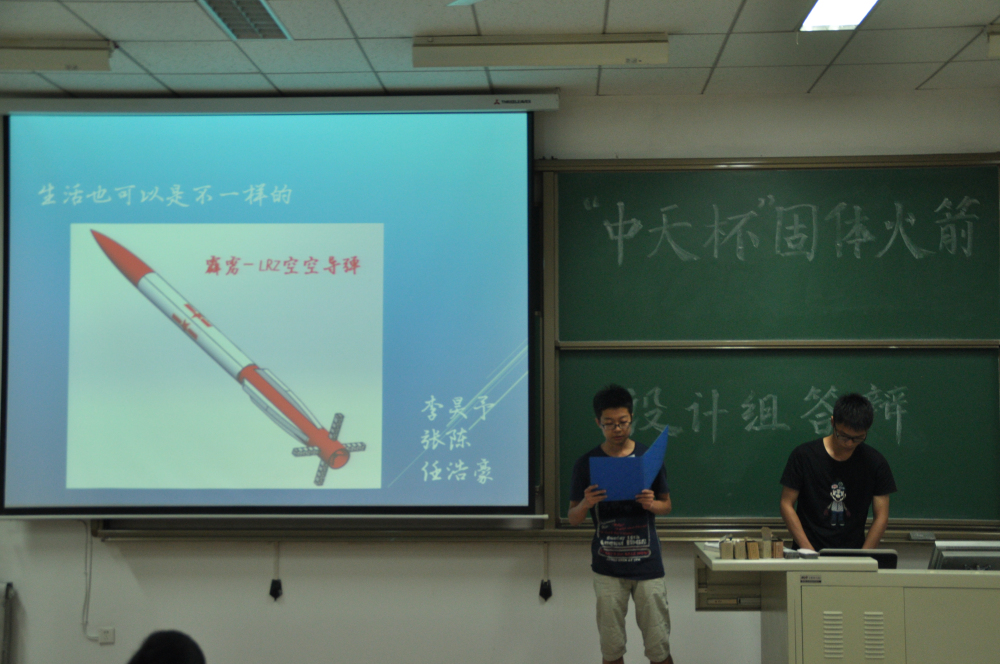 生活也可以是不一样的
霹雳-LRZ空空导弹
李昊予
张陈
任浩豪
“中天杯”固体火箭
设计组答辩